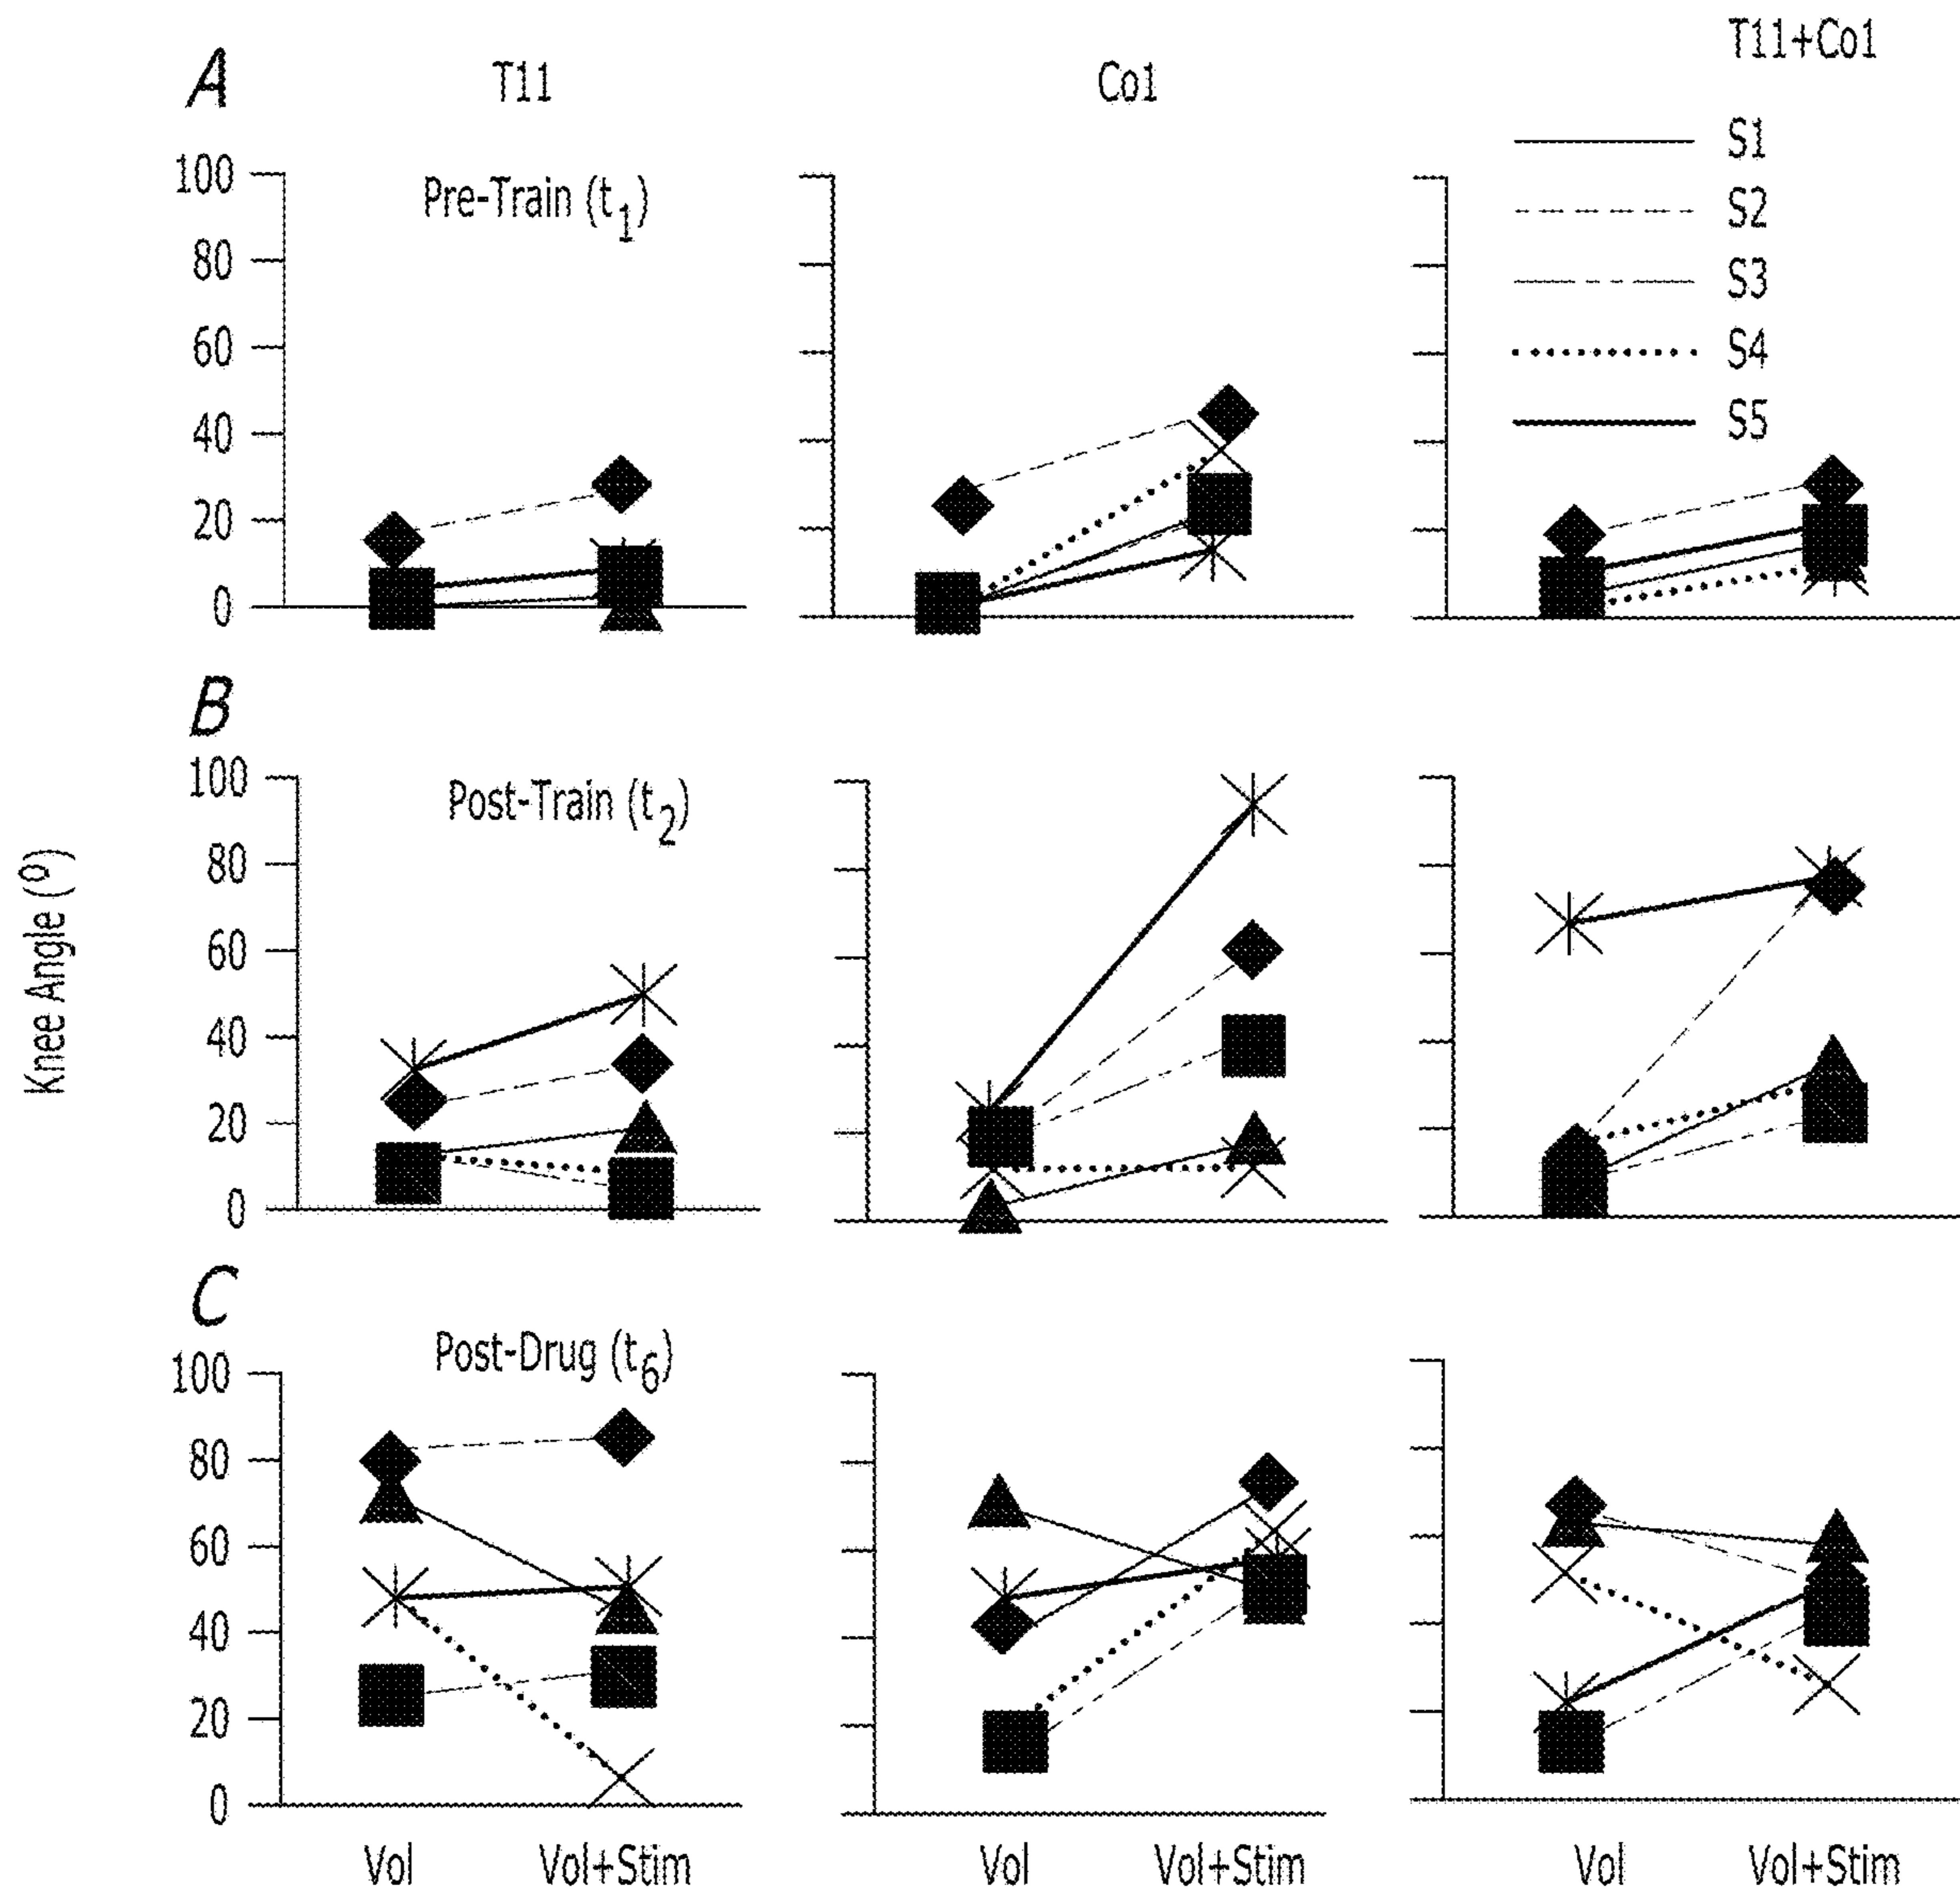 A
T11
Co1
T11+Co1
S1
S2
S3
S4
S5
Pre-Train (t1)
100
80
60
40
20
0
B
Post-Train (t2)
100
80
60
40
20
0
Knee Angle (º)
C
Post-Drug (t6)
100
80
60
40
20
0
Vol Vol+Stim
Vol Vol+Stim
Vol Vol+Stim